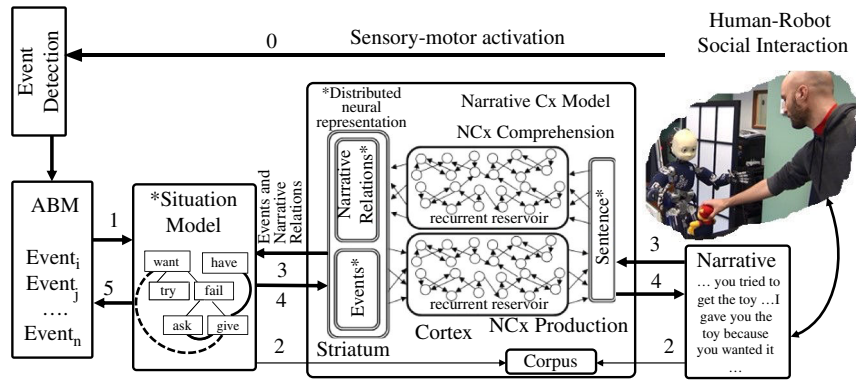 Human-Robot
Social Interaction
0
Sensory-motor activation
Event
Detection
*Distributed
neural
representation
Narrative Cx Model
NCx Comprehension
ABM
Event_i
Event_j
....
Event_n
1
5
*Situation
Model
want
have
try
fail
ask
give
Events and
Narrative
Relations
3
4
2
Narrative
Relations*
Events*
Striatum
recurrent reservoir
recurrent reservoir
Cortex
NCx Production
Sentence*
Corpus
3
4
2
Narrative
... you tried to
get the toy ...I
gave you the
toy because
you wanted it
...